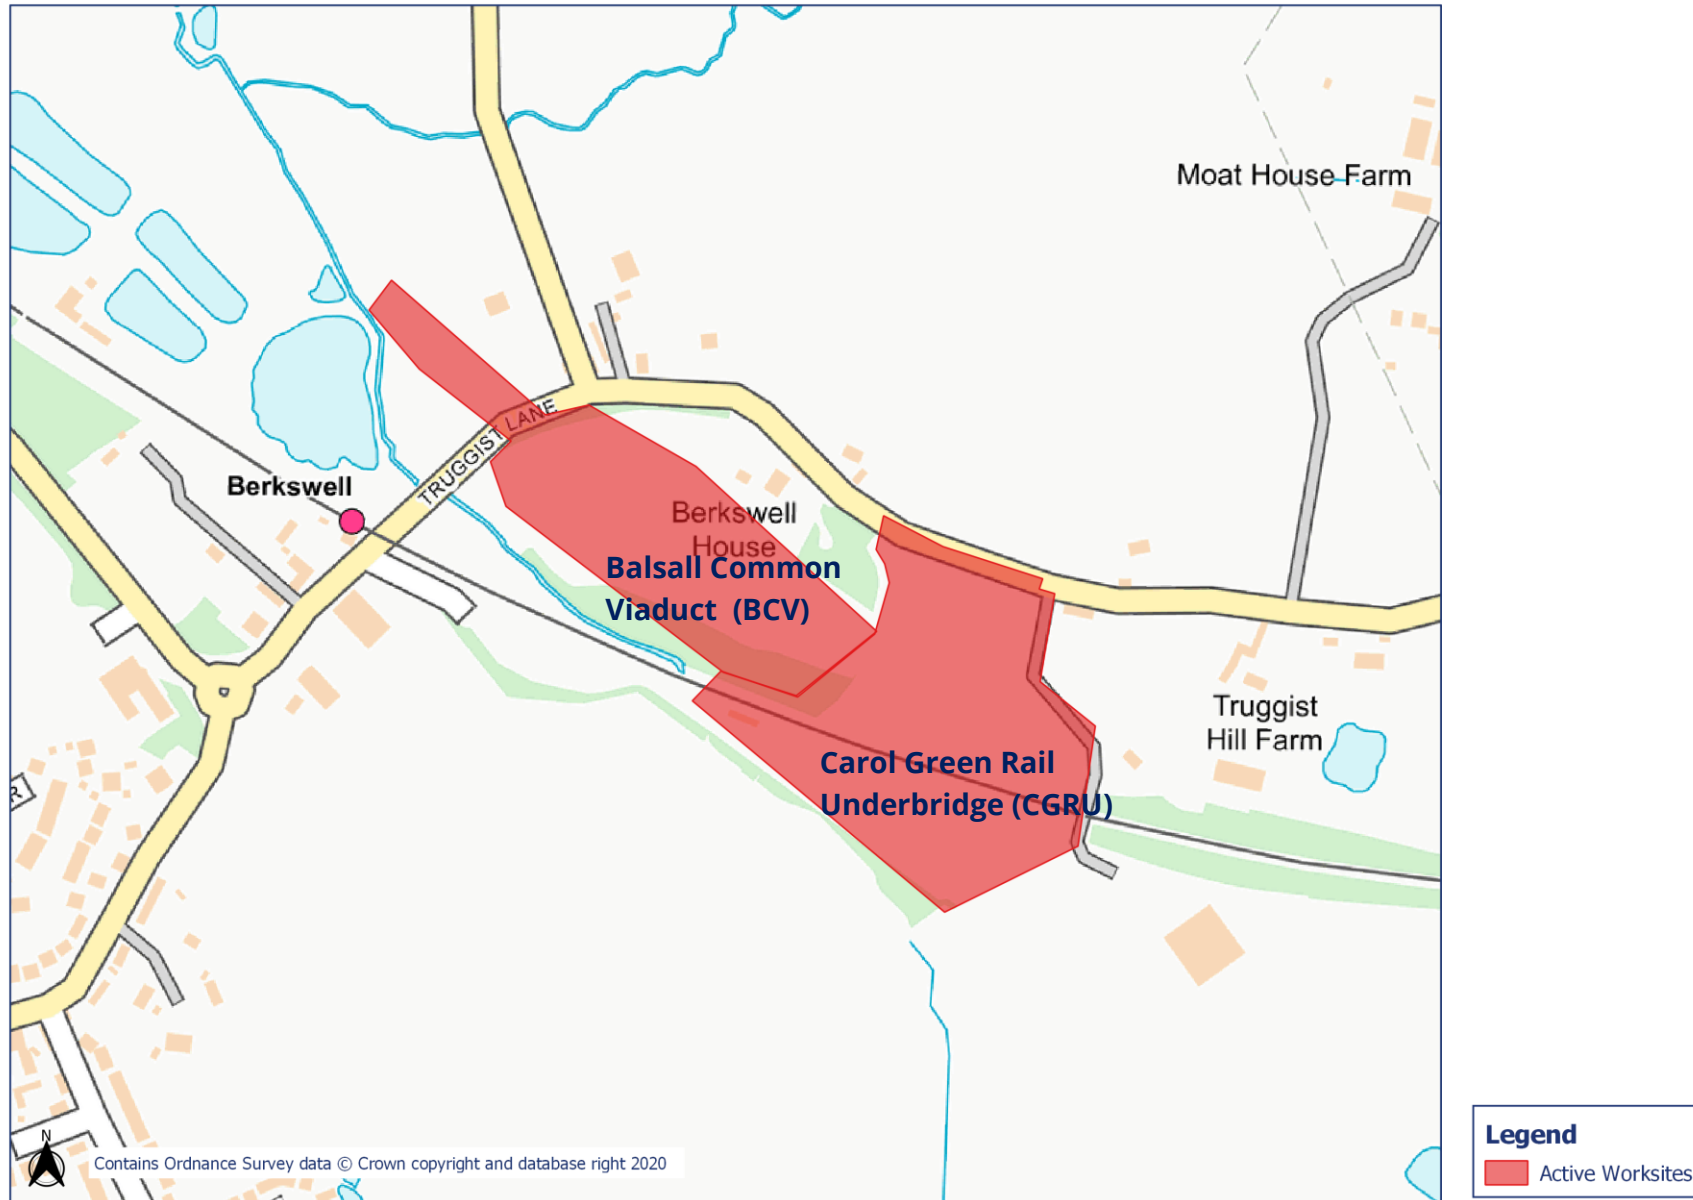 Moat House Farm
TRUGGIST LANE
Berkswell
Berkswell
House
Balsall Common
Viaduct (BCV)
Truggist
Hill Farm
Carol Green Rail
Underbridge (CGRU)
R
N
Contains Ordnance Survey data © Crown copyright and database right 2020
Legend
Active Worksites